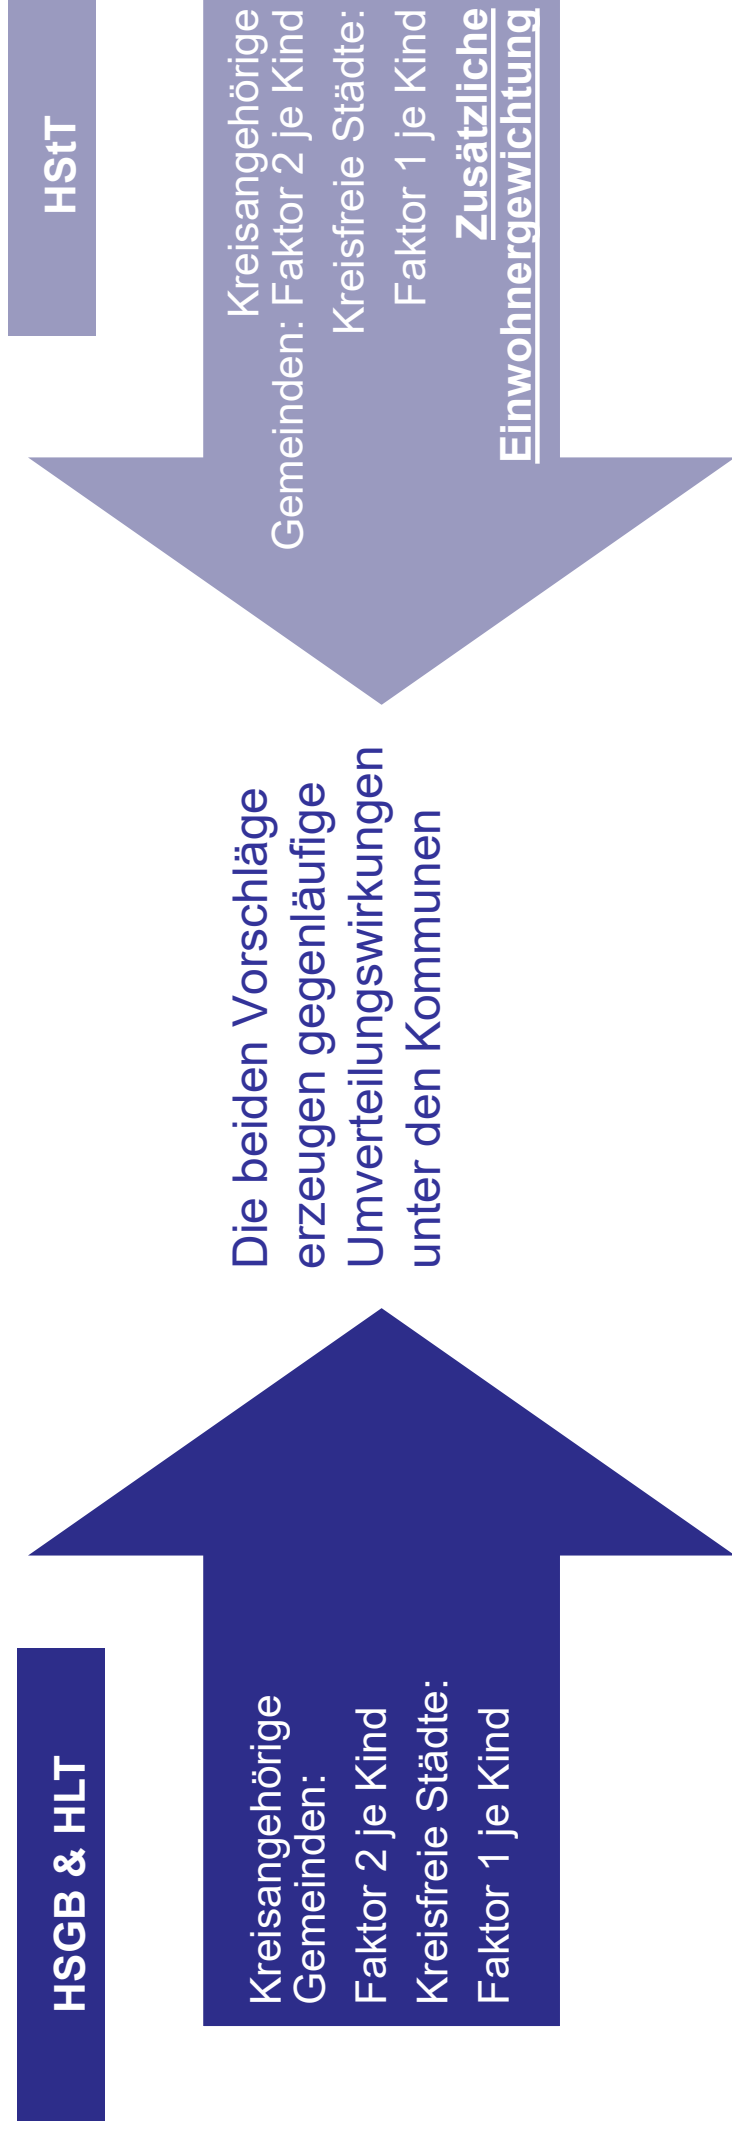 HSGB & HLT
Kreisangehörige
Gemeinden:
Faktor 2 je Kind
Kreisfreie Städte:
Faktor 1 je Kind
Die beiden Vorschläge
erzeugen gegenläufige
Umverteilungswirkungen
unter den Kommunen
HStT
Kreisangehörige
Gemeinden: Faktor 2 je Kind
Kreisfreie Städte:
Faktor 1 je Kind
Zusätzliche
Einwohnergewichtung